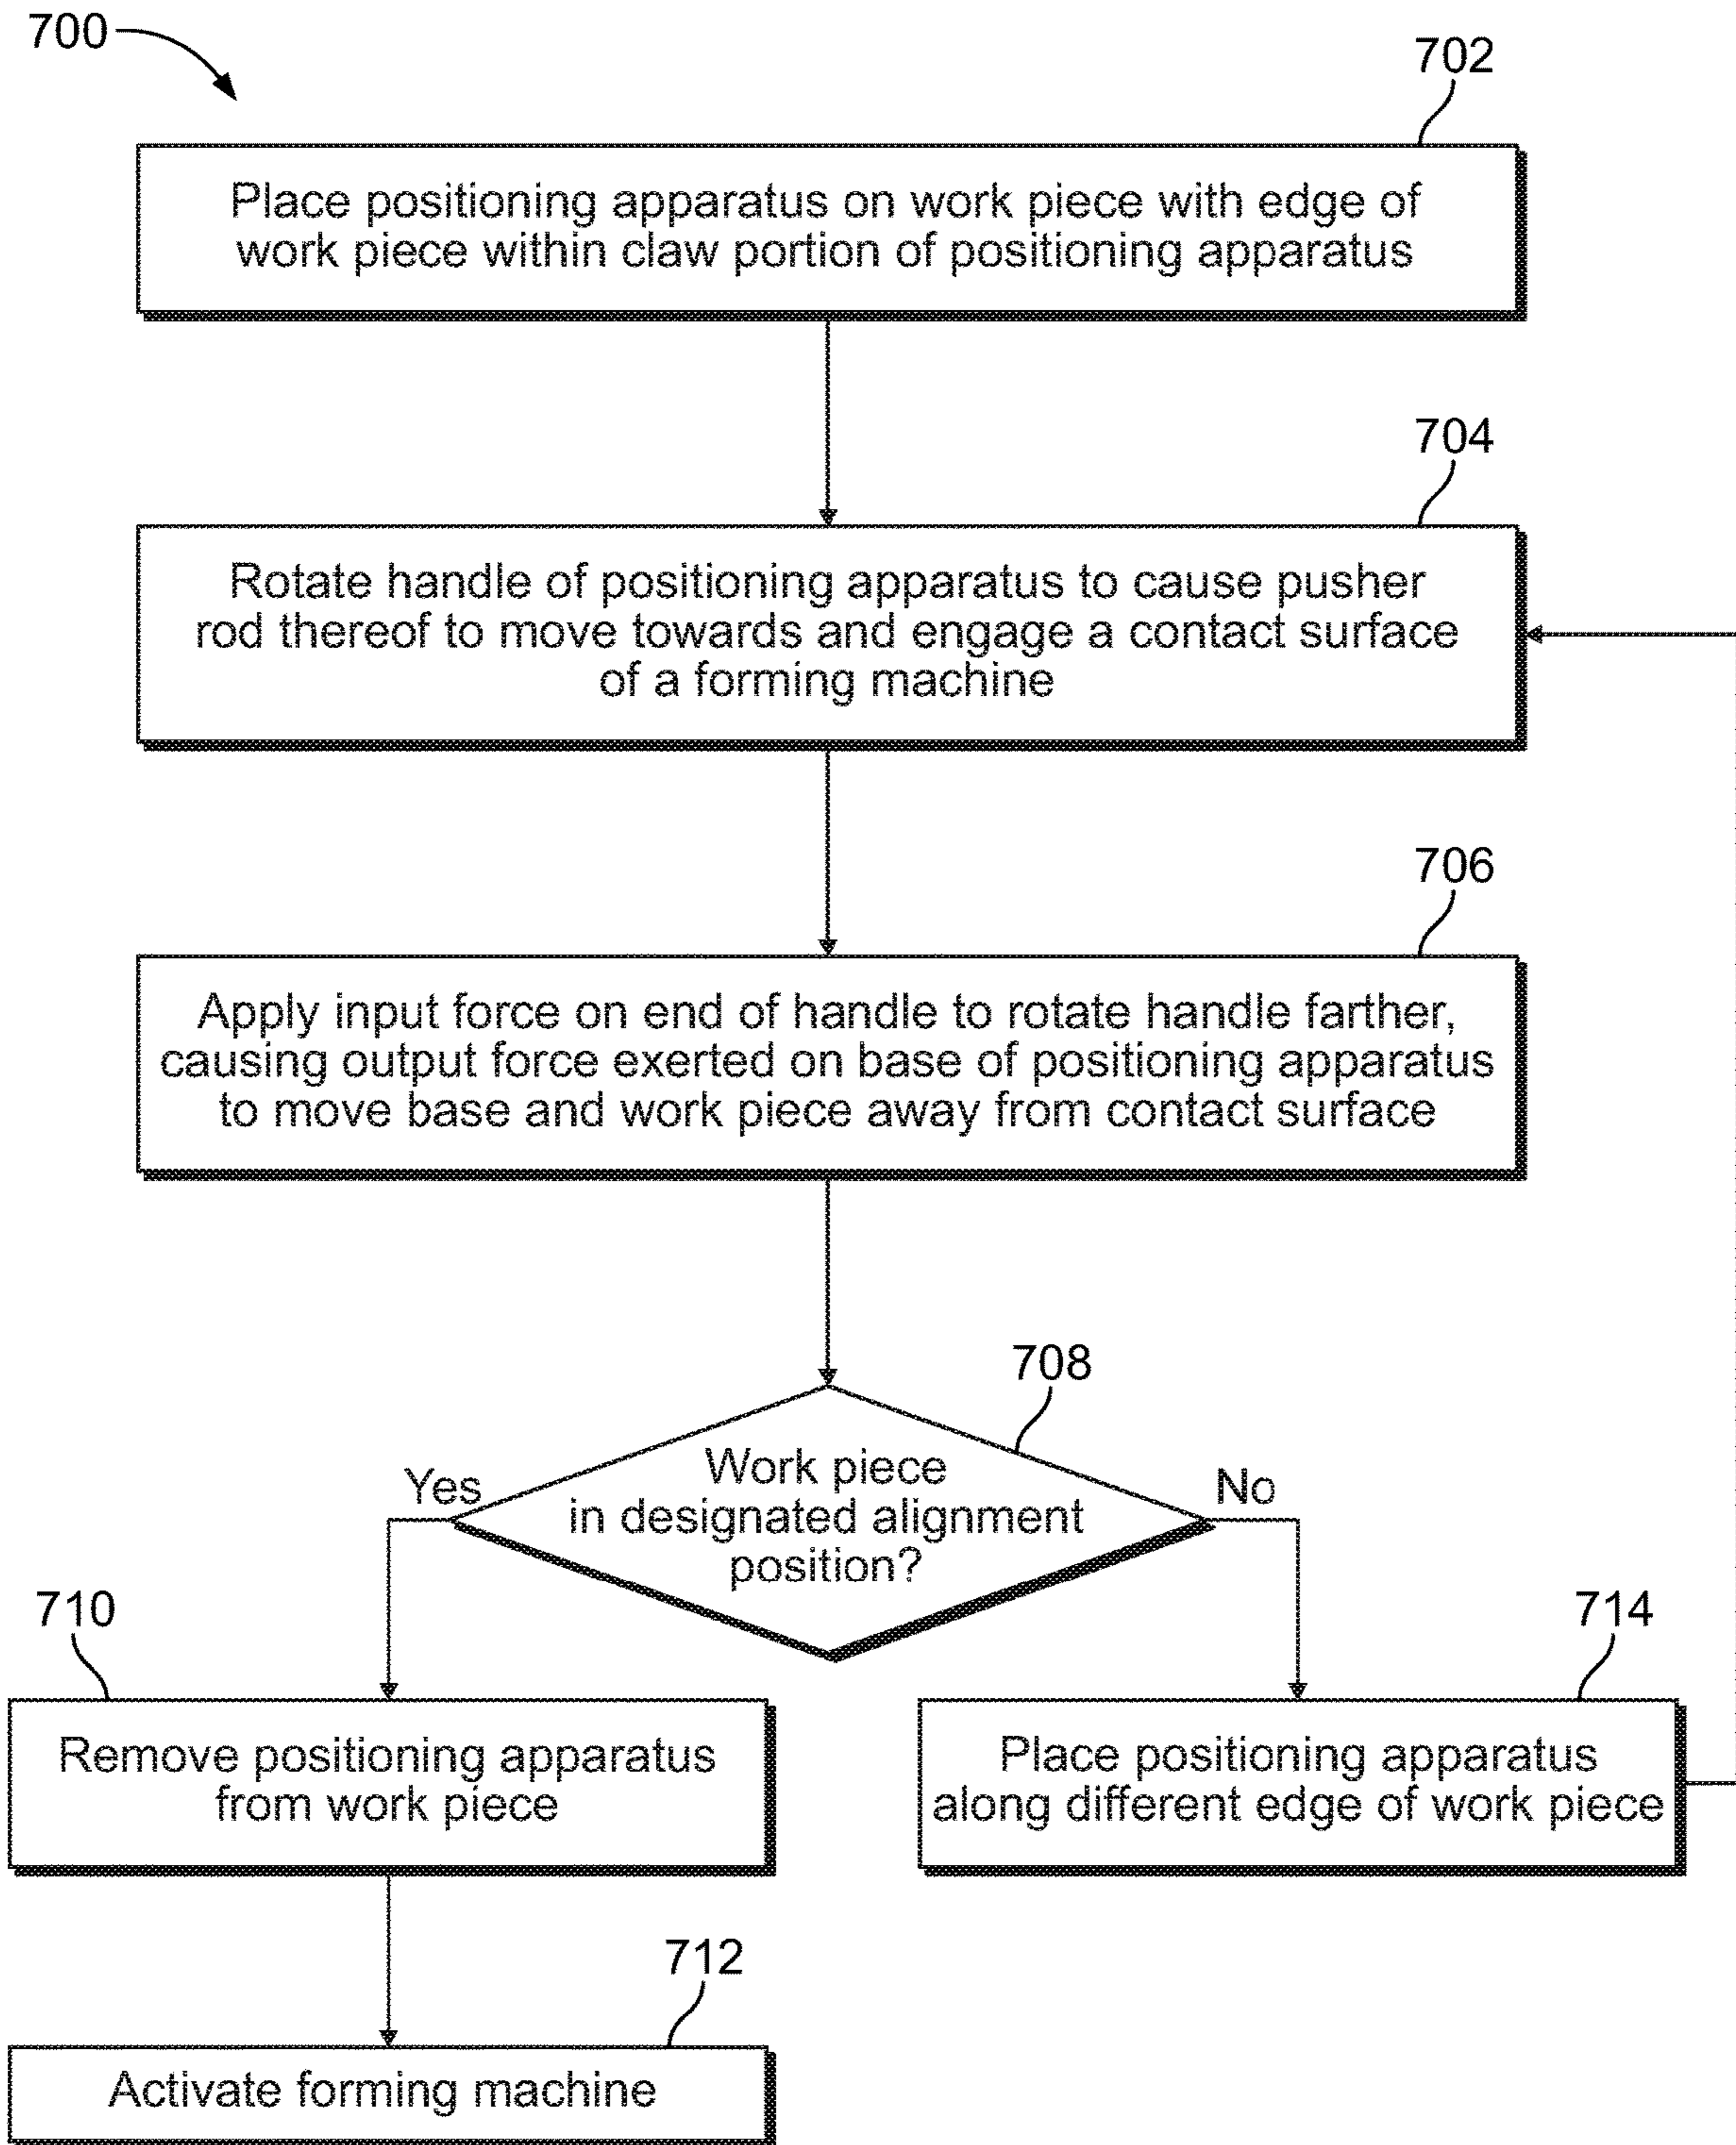 700
702
Place positioning apparatus on work piece with edge of
work piece within claw portion of positioning apparatus
704
Rotate handle of positioning apparatus to cause pusher
rod thereof to move towards and engage a contact surface
of a forming machine
706
Apply input force on end of handle to rotate handle farther,
causing output force exerted on base of positioning apparatus
to move base and work piece away from contact surface
708
Work piece
in designated alignment
position?
Yes
No
710
Remove positioning apparatus
from work piece
714
Place positioning apparatus
along different edge of work piece
712
Activate forming machine